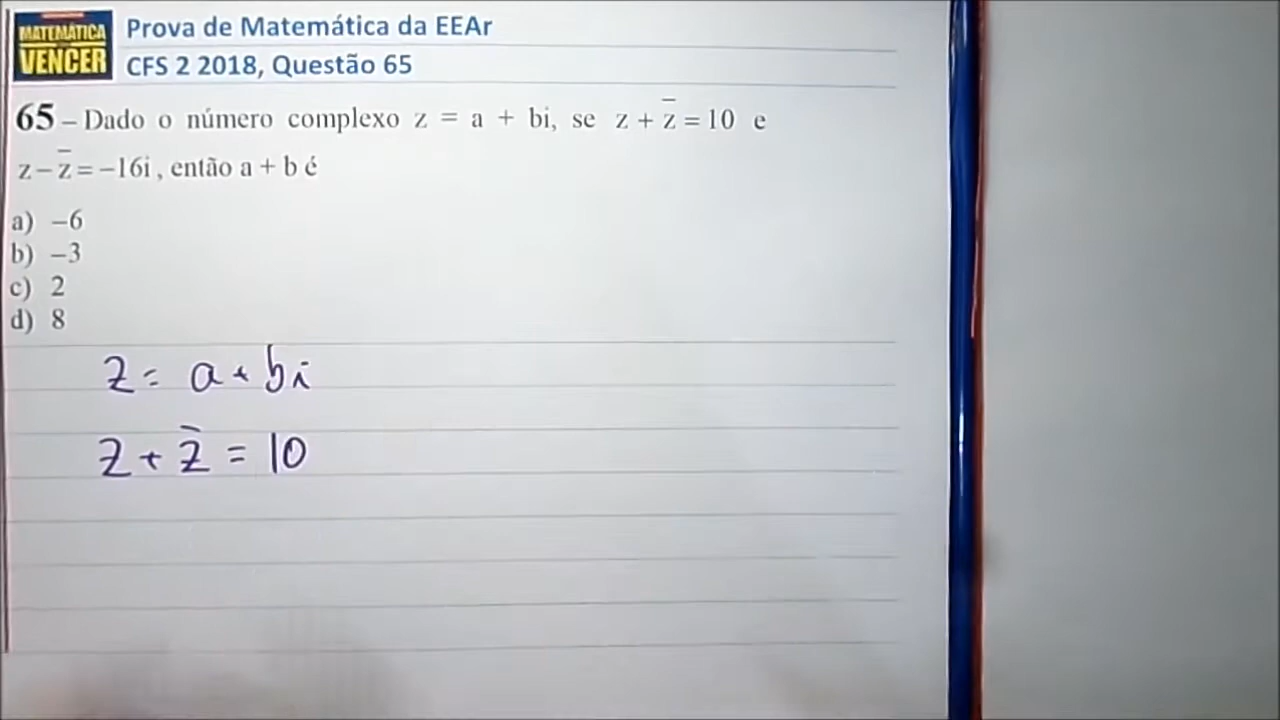 MATEMÁTICA
VENCER
Prova de Matemática da EEAr
CFS 2 2018, Questão 65
65 – Dado o número complexo z = a + bi, se z + z̅ = 10 e
z – z̅ = –16i , então a + b é
a) –6
b) –3
c) 2
d) 8
z = a + bi
z + z̅ = 10